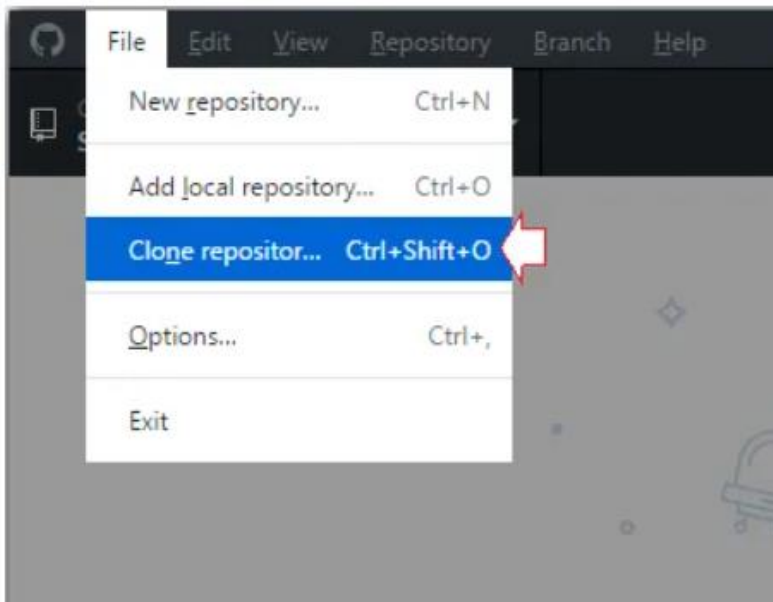 File Edit View Repository Branch Help
New repository... Ctrl+N
Add local repository... Ctrl+O
Clone repositor... Ctrl+Shift+O
Options... Ctrl+,
Exit